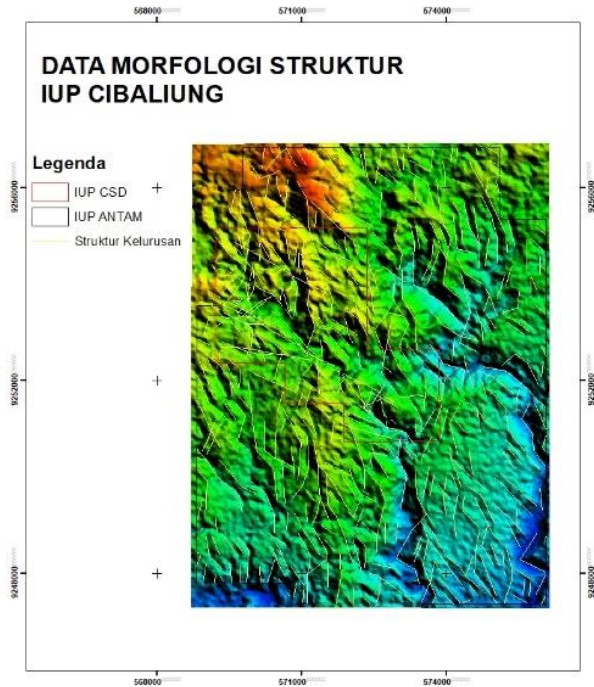 568000
571000
574000
DATA MORFOLOGI STRUKTUR
IUP CIBALIUNG
Legenda
IUP CSD
IUP ANTAM
Struktur Kelurusan
9256000
9256000
9252000
9252000
9248000
9248000
568000
571000
574000